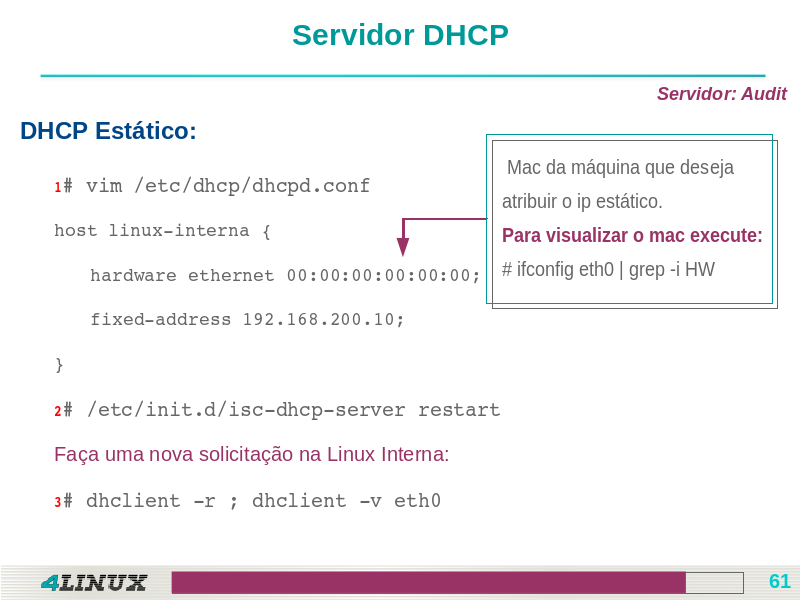 Servidor DHCP
Servidor: Audit
DHCP Estático:
1# vim /etc/dhcp/dhcpd.conf
host linux-interna {
hardware ethernet 00:00:00:00:00:00;
fixed-address 192.168.200.10;
}
Mac da máquina que deseja
atribuir o ip estático.
Para visualizar o mac execute:
# ifconfig eth0 | grep -i HW
2# /etc/init.d/isc-dhcp-server restart
Faça uma nova solicitação na Linux Interna:
3# dhclient -r ; dhclient -v eth0
4LINUX
61